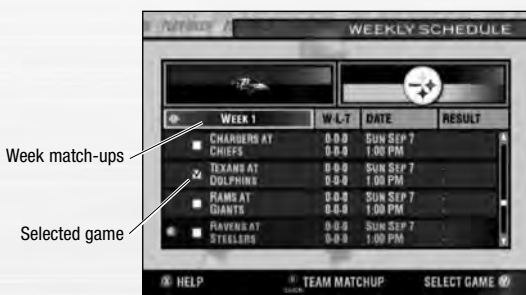 WEEKLY SCHEDULE
WEEK 1 W-L-T DATE RESULT
CHARGERS AT 0-0-0 SUN SEP 7
CHIEFS 0-0-0 1:00 PM
TEXANS AT 0-0-0 SUN SEP 7
DOLPHINS 0-0-0 1:00 PM
RAMS AT 0-0-0 SUN SEP 7
GIANTS 0-0-0 1:00 PM
RAVENS AT 0-0-0 SUN SEP 7
STEELERS 0-0-0 1:00 PM
Week match-ups
Selected game
HELP TEAM MATCHUP SELECT GAME